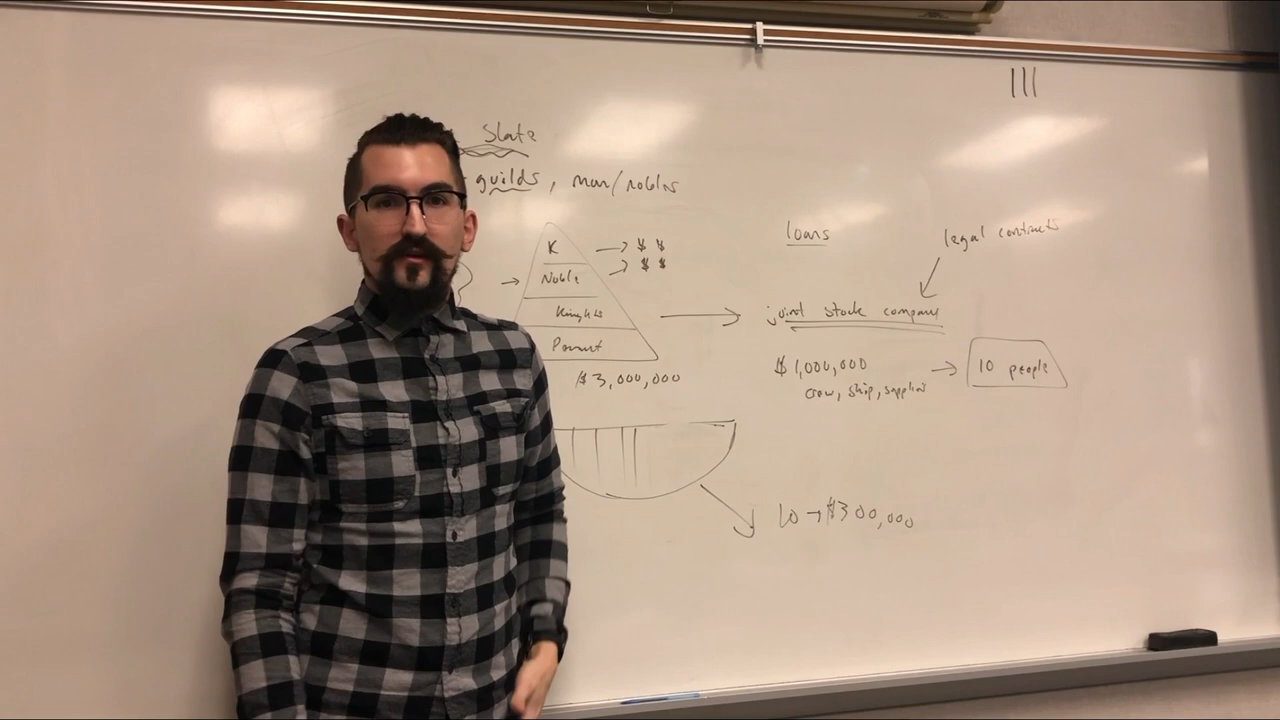 III
State
guilds, man/nobles
K → $ $
Noble → $ $
Knights
loans
legal contracts
joint stock company
$3,000,000
$1,000,000 → 10 people
crew, ship, supplies
10 → $300,000